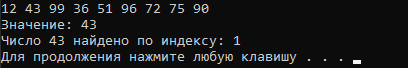 12 43 99 36 51 96 72 75 90
Значение: 43
Число 43 найдено по индексу: 1
Для продолжения нажмите любую клавишу . . .